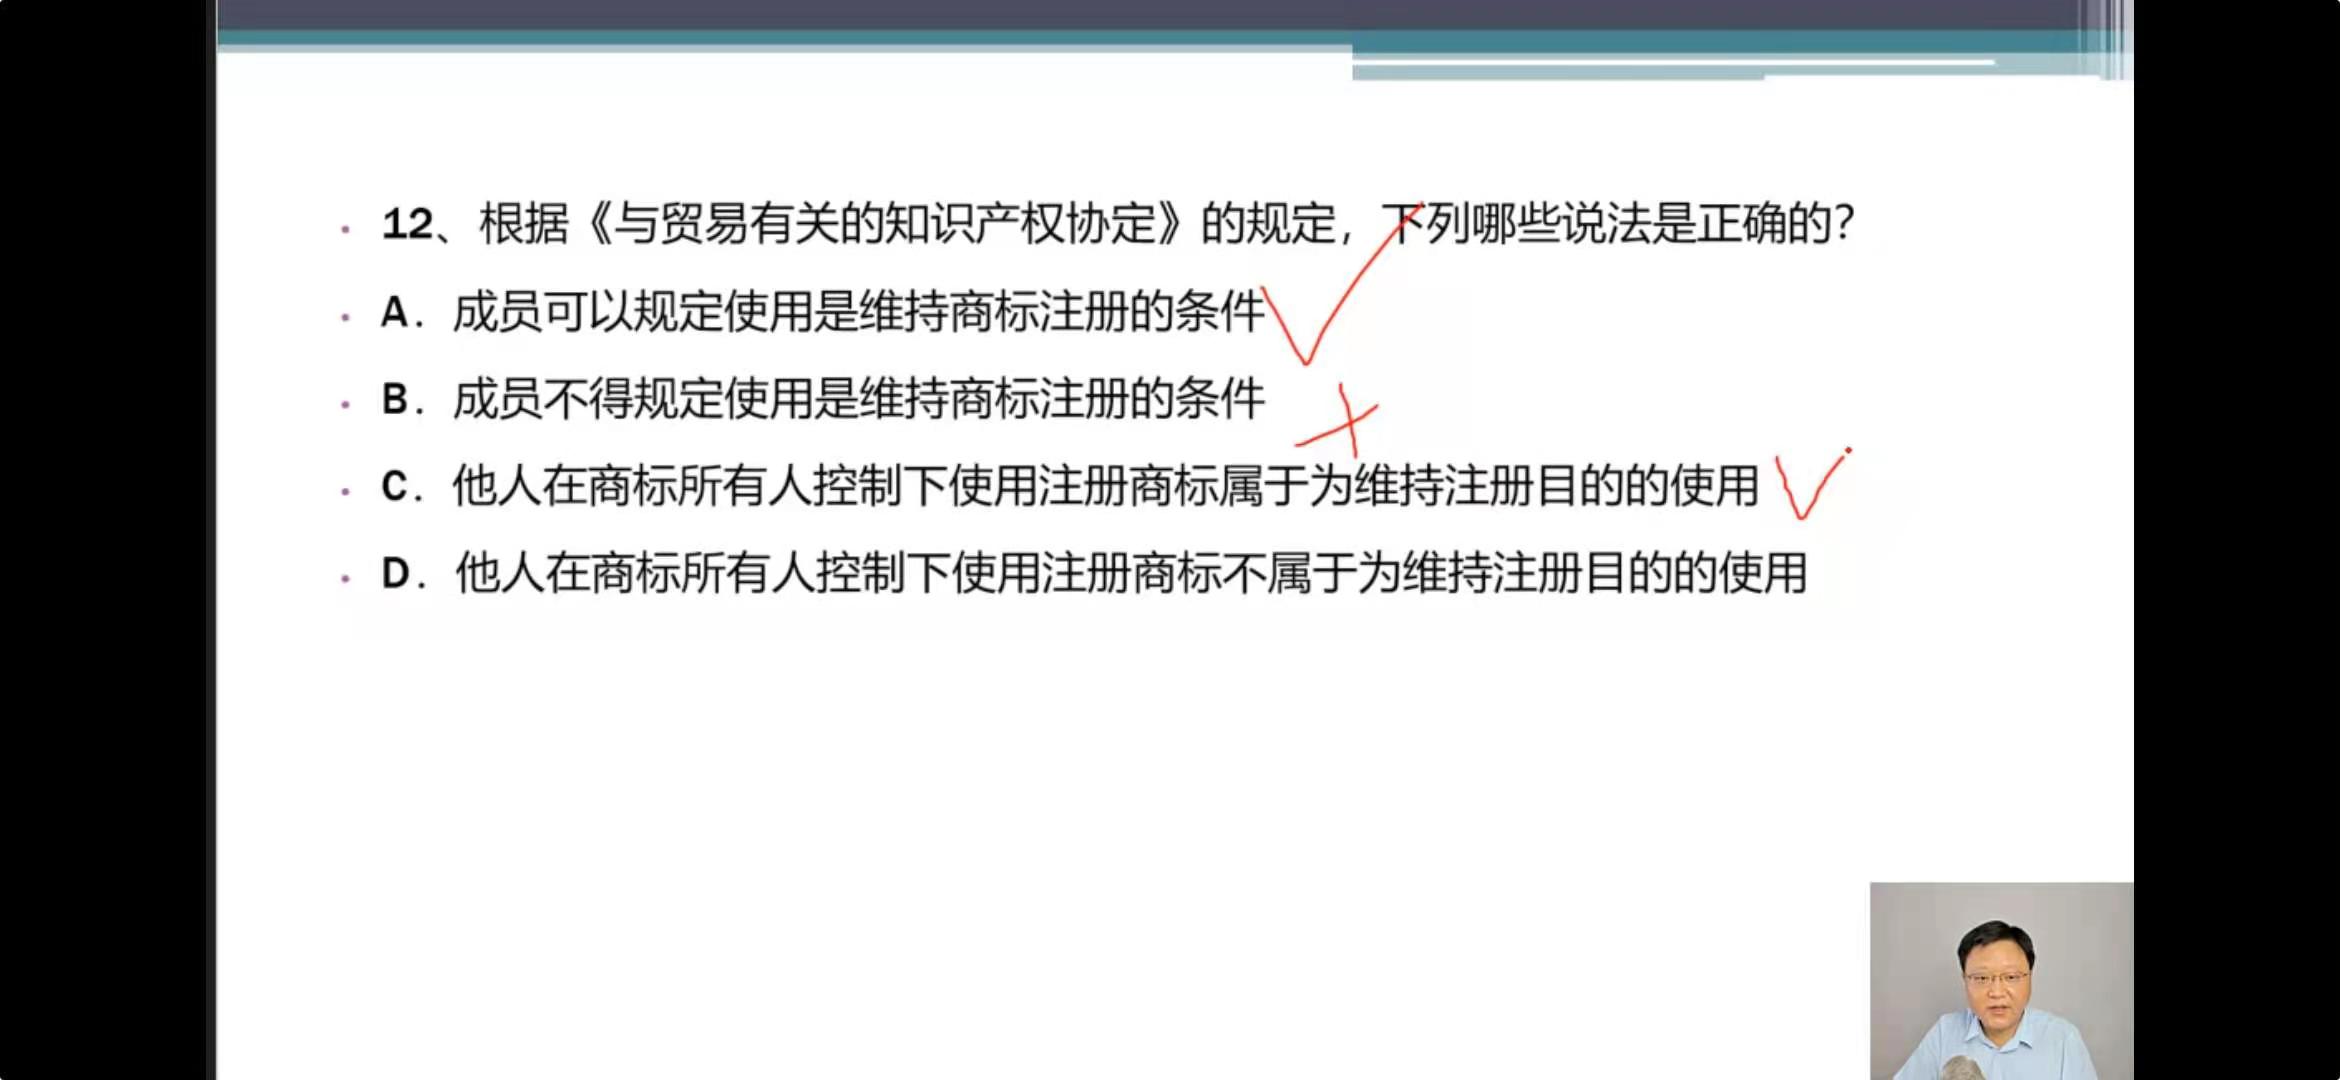 12、根据《与贸易有关的知识产权协定》的规定，下列哪些说法是正确的?
A．成员可以规定使用是维持商标注册的条件
B．成员不得规定使用是维持商标注册的条件
C．他人在商标所有人控制下使用注册商标属于为维持注册目的的使用
D．他人在商标所有人控制下使用注册商标不属于为维持注册目的的使用